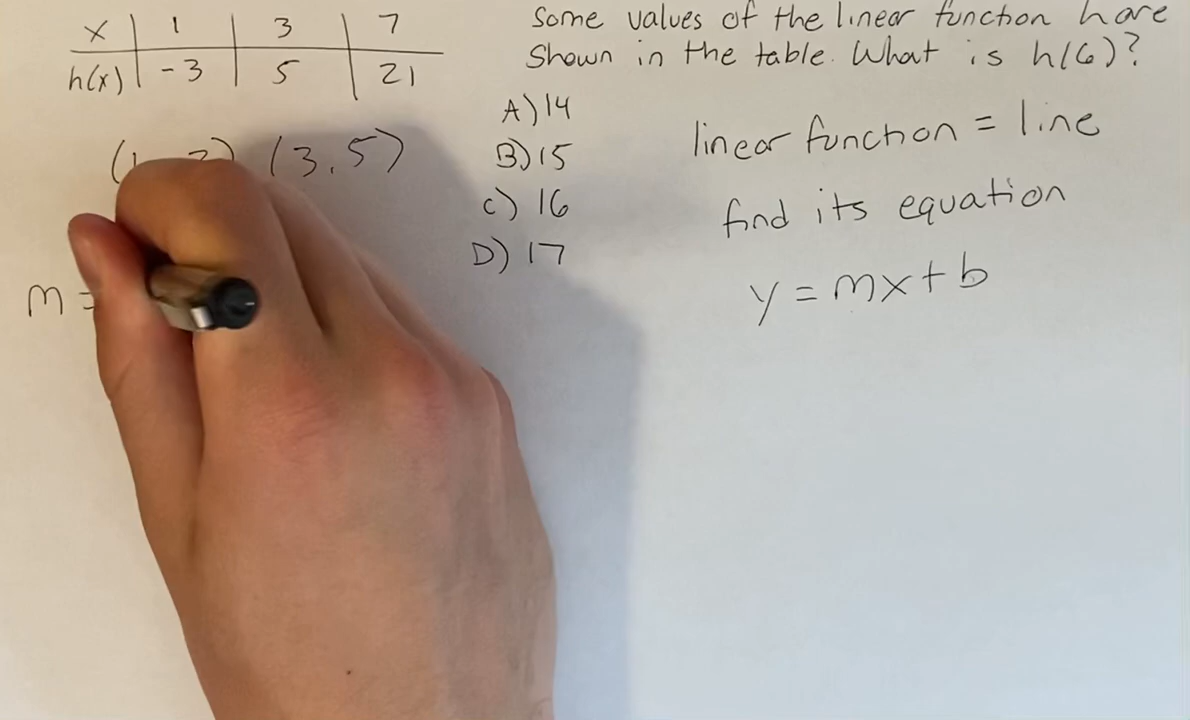 x 1 3 7
h(x) -3 5 21
Some values of the linear function h are
shown in the table. What is h(6)?
A) 14
B) 15
C) 16
D) 17
(3,5)
m =
linear function = line
find its equation
y = mx + b